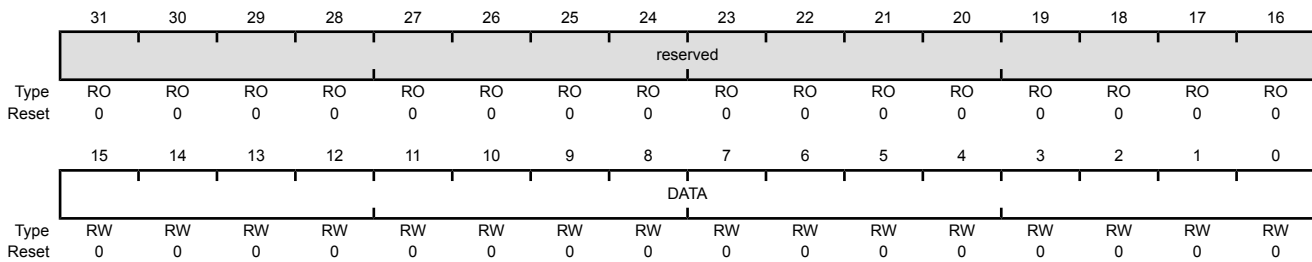 31 30 29 28 27 26 25 24 23 22 21 20 19 18 17 16
reserved
Type RO RO RO RO RO RO RO RO RO RO RO RO RO RO RO RO
Reset 0 0 0 0 0 0 0 0 0 0 0 0 0 0 0 0
15 14 13 12 11 10 9 8 7 6 5 4 3 2 1 0
DATA
Type RW RW RW RW RW RW RW RW RW RW RW RW RW RW RW RW
Reset 0 0 0 0 0 0 0 0 0 0 0 0 0 0 0 0